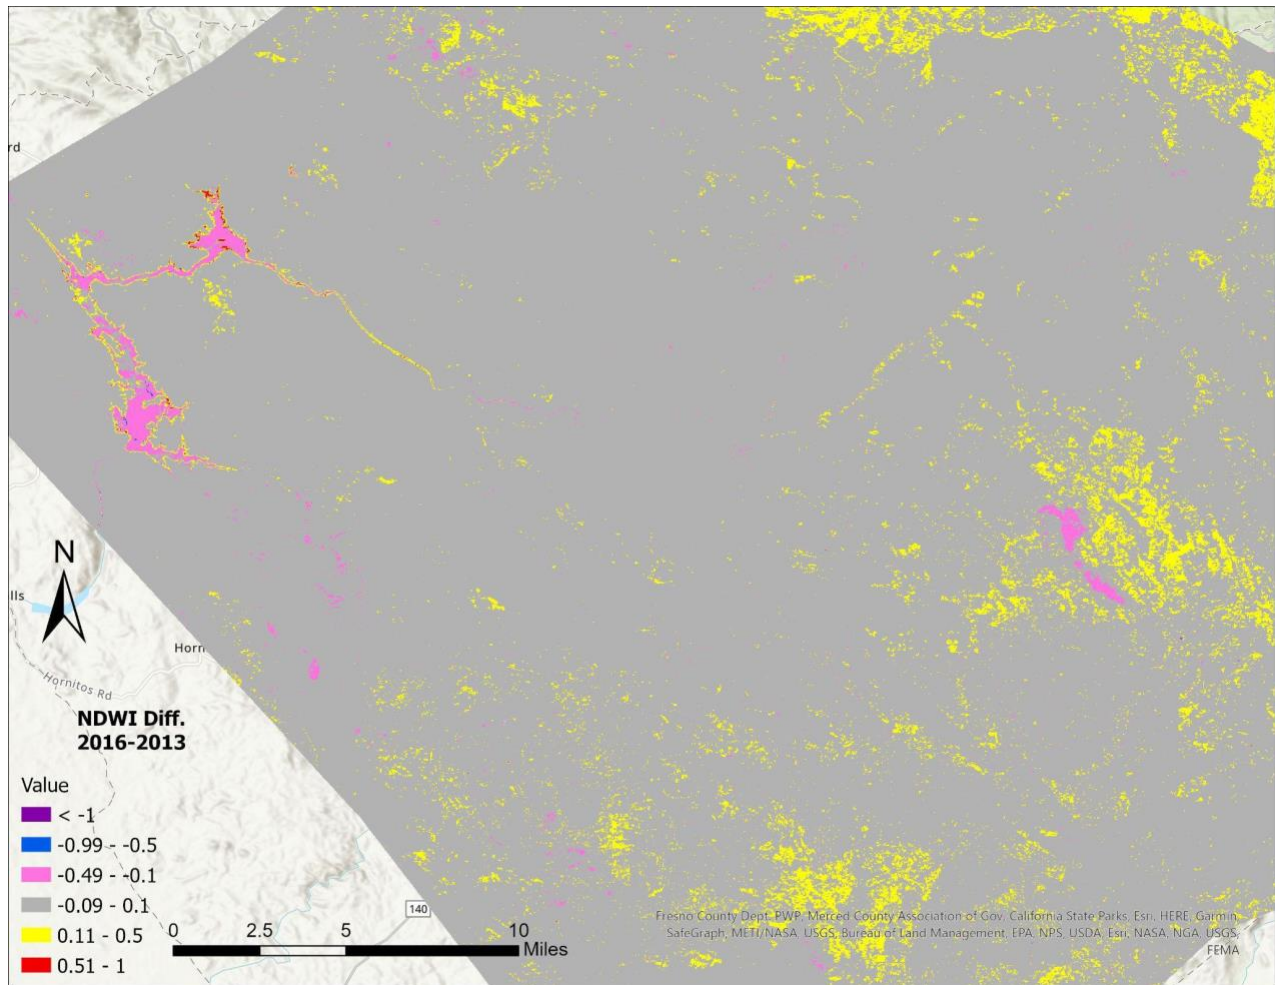 rd
N
lls
Horn
Hornitos Rd
NDWI Diff.
2016-2013
Value
< -1
-0.99 - -0.5
-0.49 - -0.1
-0.09 - 0.1
0.11 - 0.5
0.51 - 1
140
0 2.5 5 10
Miles
Fresno County Dept. PWP, Merced County Association of Gov, California State Parks, Esri, HERE, Garmin,
SafeGraph, METI/NASA, USGS, Bureau of Land Management, EPA, NPS, USDA, Esri, NASA, NGA, USGS,
FEMA